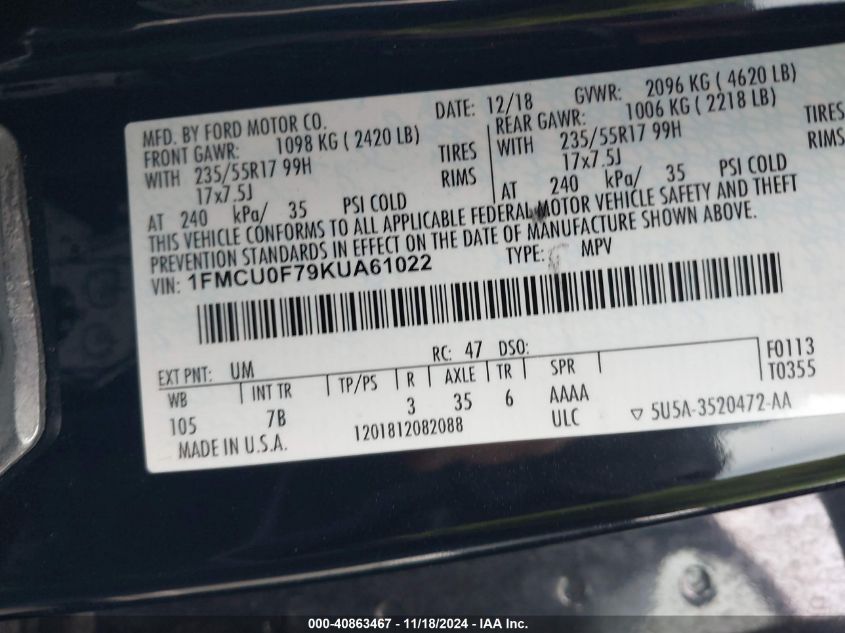 MFD. BY FORD MOTOR CO. DATE: 12/18 GVWR: 2096 KG ( 4620 LB)
FRONT GAWR: 1098 KG ( 2420 LB) REAR GAWR: 1006 KG ( 2218 LB)
WITH 235/55R17 99H TIRES WITH 235/55R17 99H TIRES
17x7.5J RIMS 17x7.5J RIMS
AT 240 kPa/ 35 PSI COLD AT 240 kPa/ 35 PSI COLD
THIS VEHICLE CONFORMS TO ALL APPLICABLE FEDERAL MOTOR VEHICLE SAFETY AND THEFT
PREVENTION STANDARDS IN EFFECT ON THE DATE OF MANUFACTURE SHOWN ABOVE.
VIN: 1FMCU0F79KUA61022 TYPE: MPV
EXT PNT: UM RC: 47 DSO: F0113
T0355
WB INT TR TP/PS R AXLE TR SPR
105 7B 3 35 6 AAAA
MADE IN U.S.A. 1201812082088 ULC ▽ 5U5A-3520472-AA
000-40863467 - 11/18/2024 - IAA Inc.